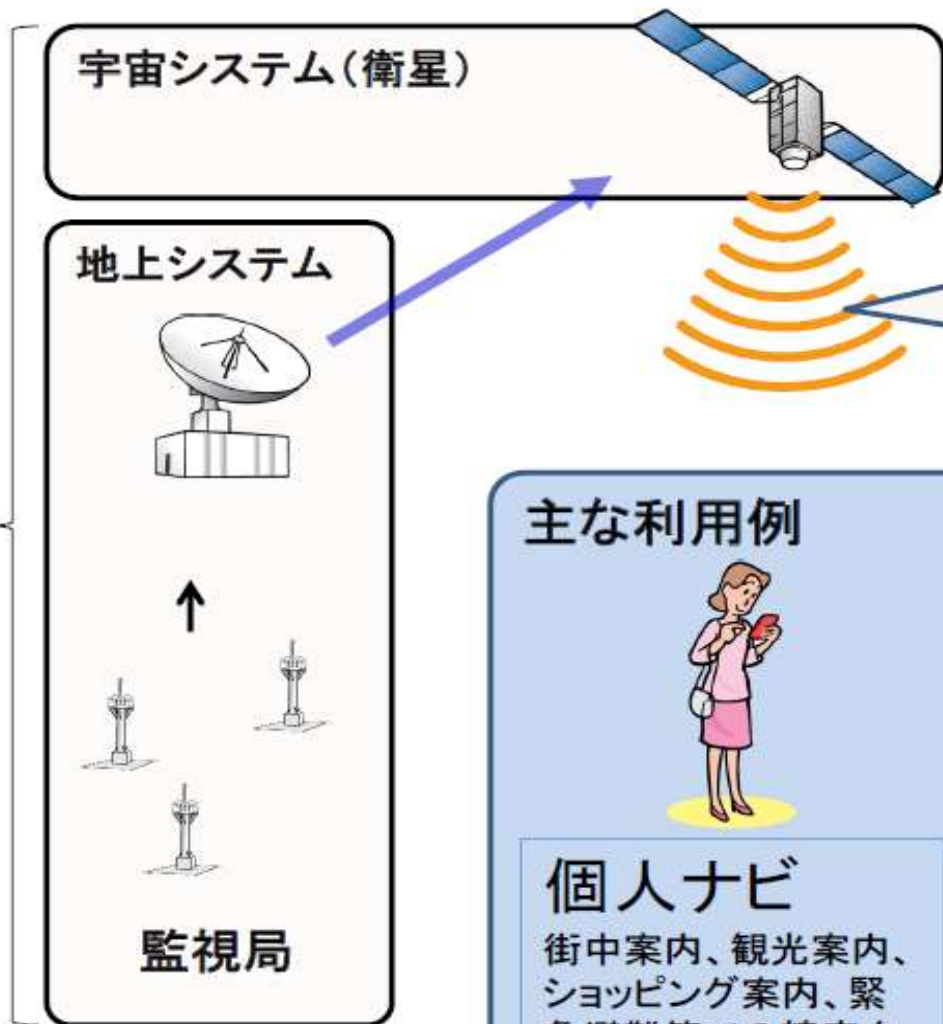 宇宙システム（衛星）
地上システム
監視局
主な利用例
個人ナビ
街中案内、観光案内、
ショッピング案内、緊